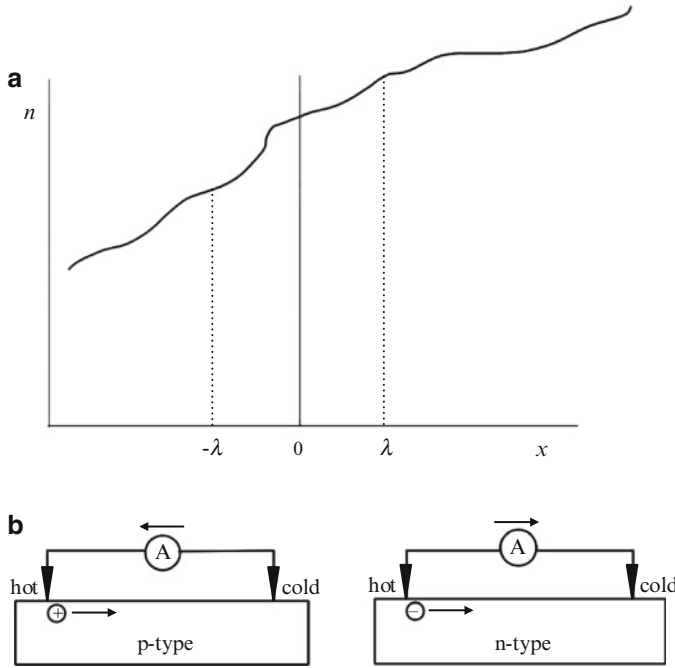 a
n
-λ 0 λ x
b
A A
hot cold hot cold
+ −
p-type n-type